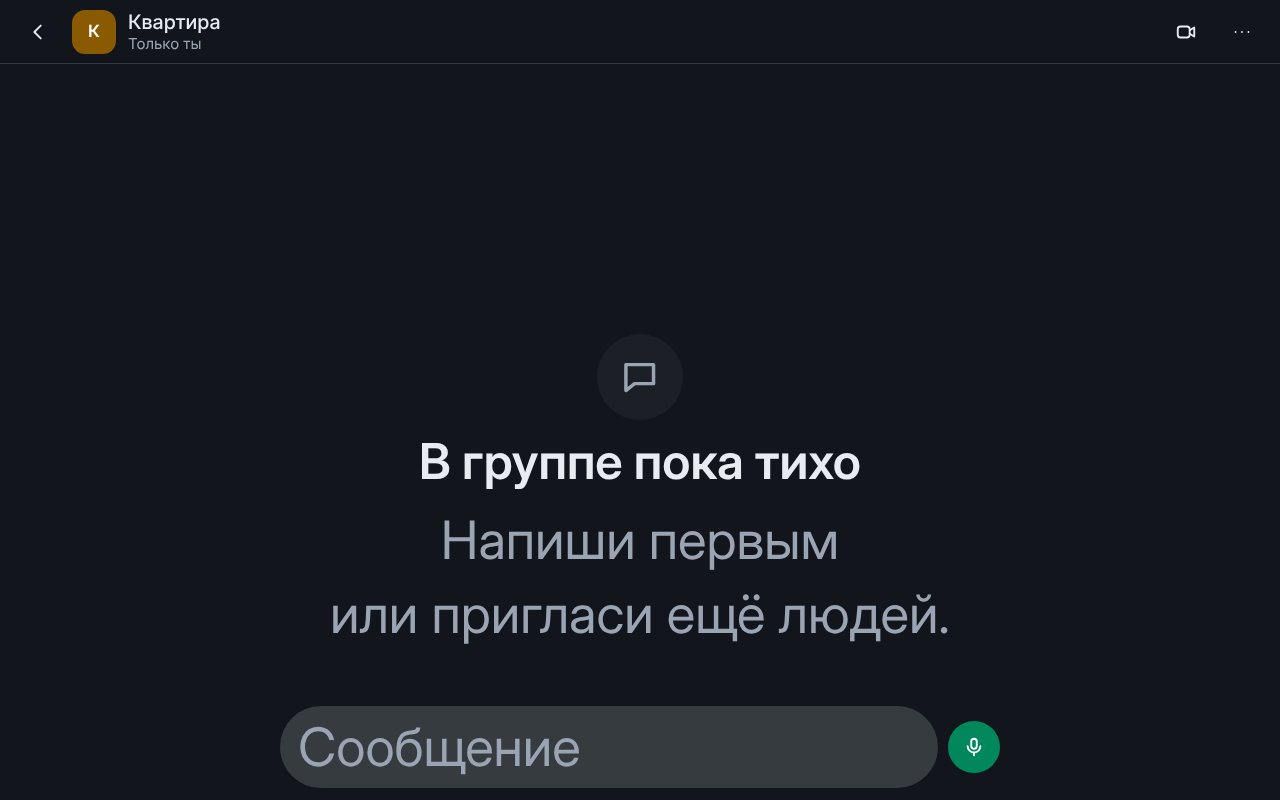 К
Квартира
Только ты
В группе пока тихо
Напиши первым
или пригласи ещё людей.
Сообщение